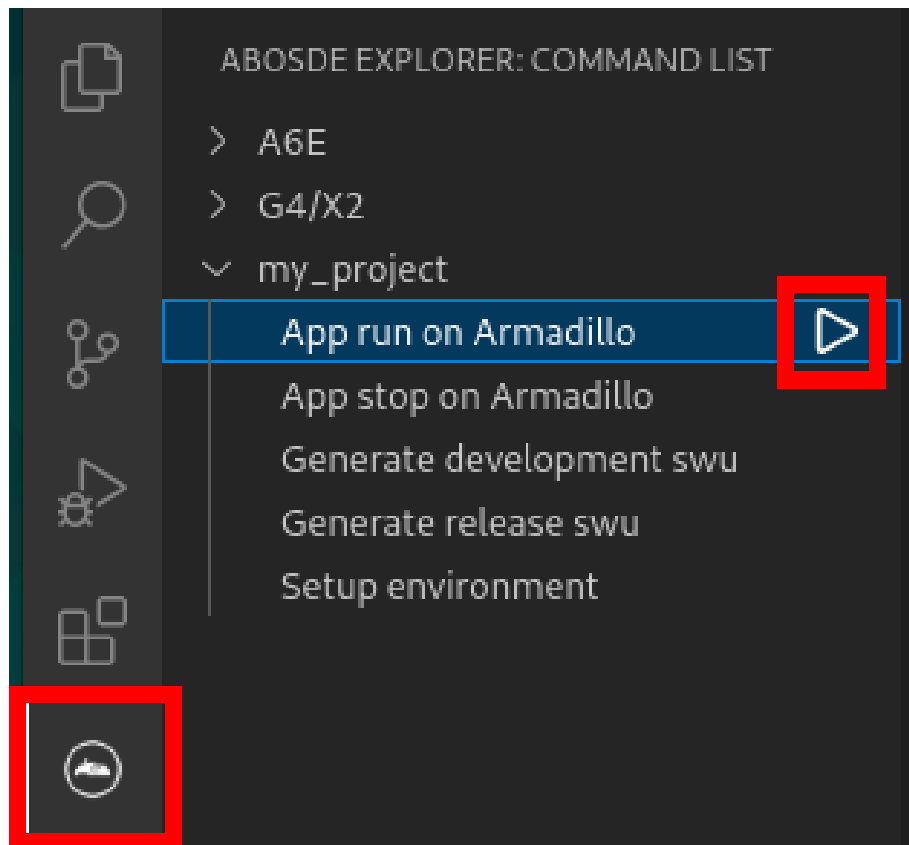 ABOSDE EXPLORER: COMMAND LIST
A6E
G4/X2
my_project
App run on Armadillo
App stop on Armadillo
Generate development swu
Generate release swu
Setup environment